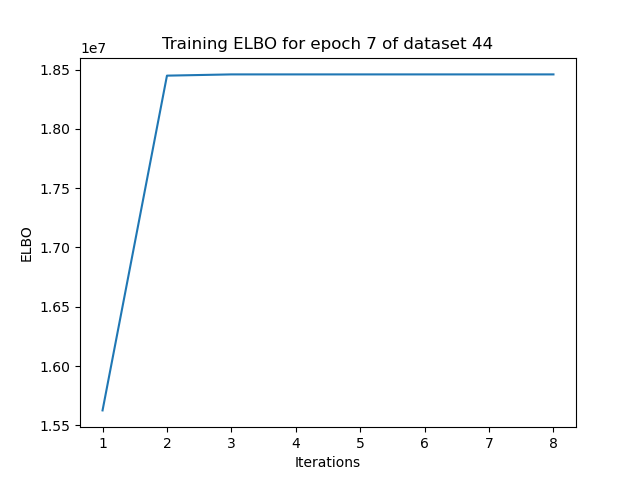 Training ELBO for epoch 7 of dataset 44
1e7
1.85
1.80
1.75
1.70
1.65
1.60
1.55
ELBO
1 2 3 4 5 6 7 8
Iterations